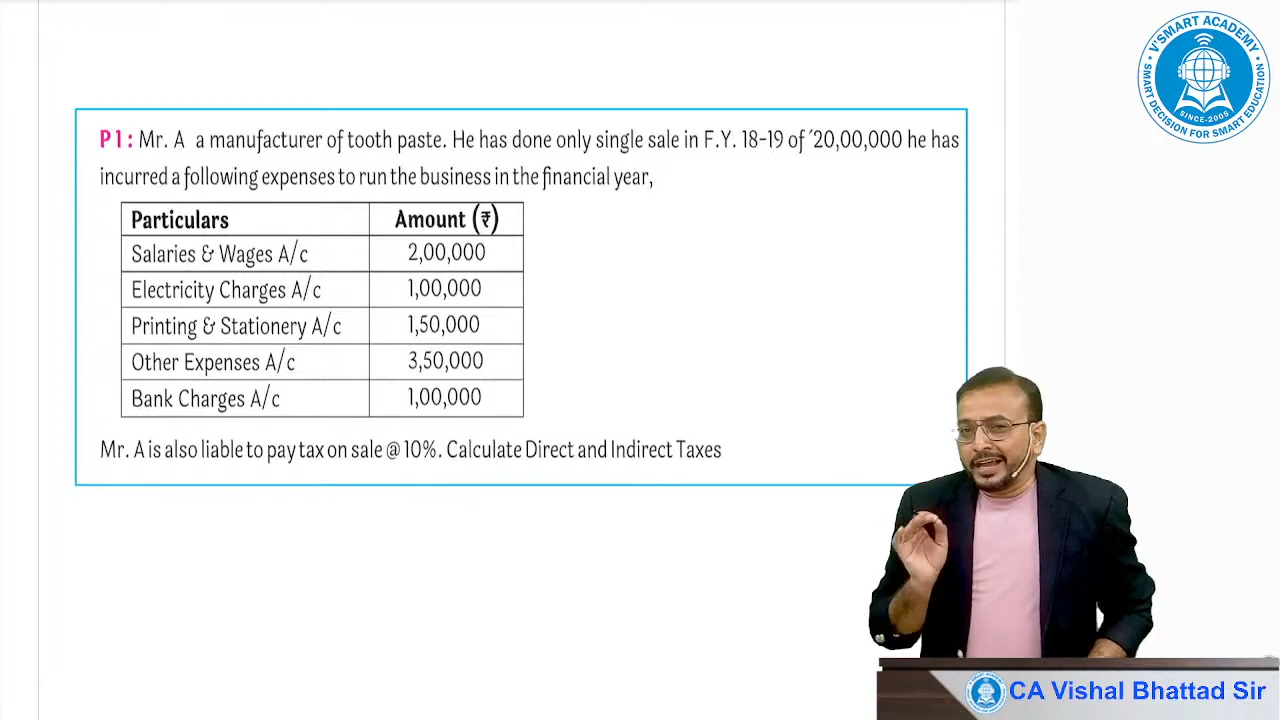 P1: Mr. A a manufacturer of tooth paste. He has done only single sale in F.Y. 18-19 of ´20,00,000 he has
incurred a following expenses to run the business in the financial year,
Particulars Amount (₹)
Salaries & Wages A/c 2,00,000
Electricity Charges A/c 1,00,000
Printing & Stationery A/c 1,50,000
Other Expenses A/c 3,50,000
Bank Charges A/c 1,00,000
Mr. A is also liable to pay tax on sale @ 10%. Calculate Direct and Indirect Taxes
V'SMART ACADEMY
SMART DECISION FOR SMART EDUCATION
SINCE-2005
CA Vishal Bhattad Sir